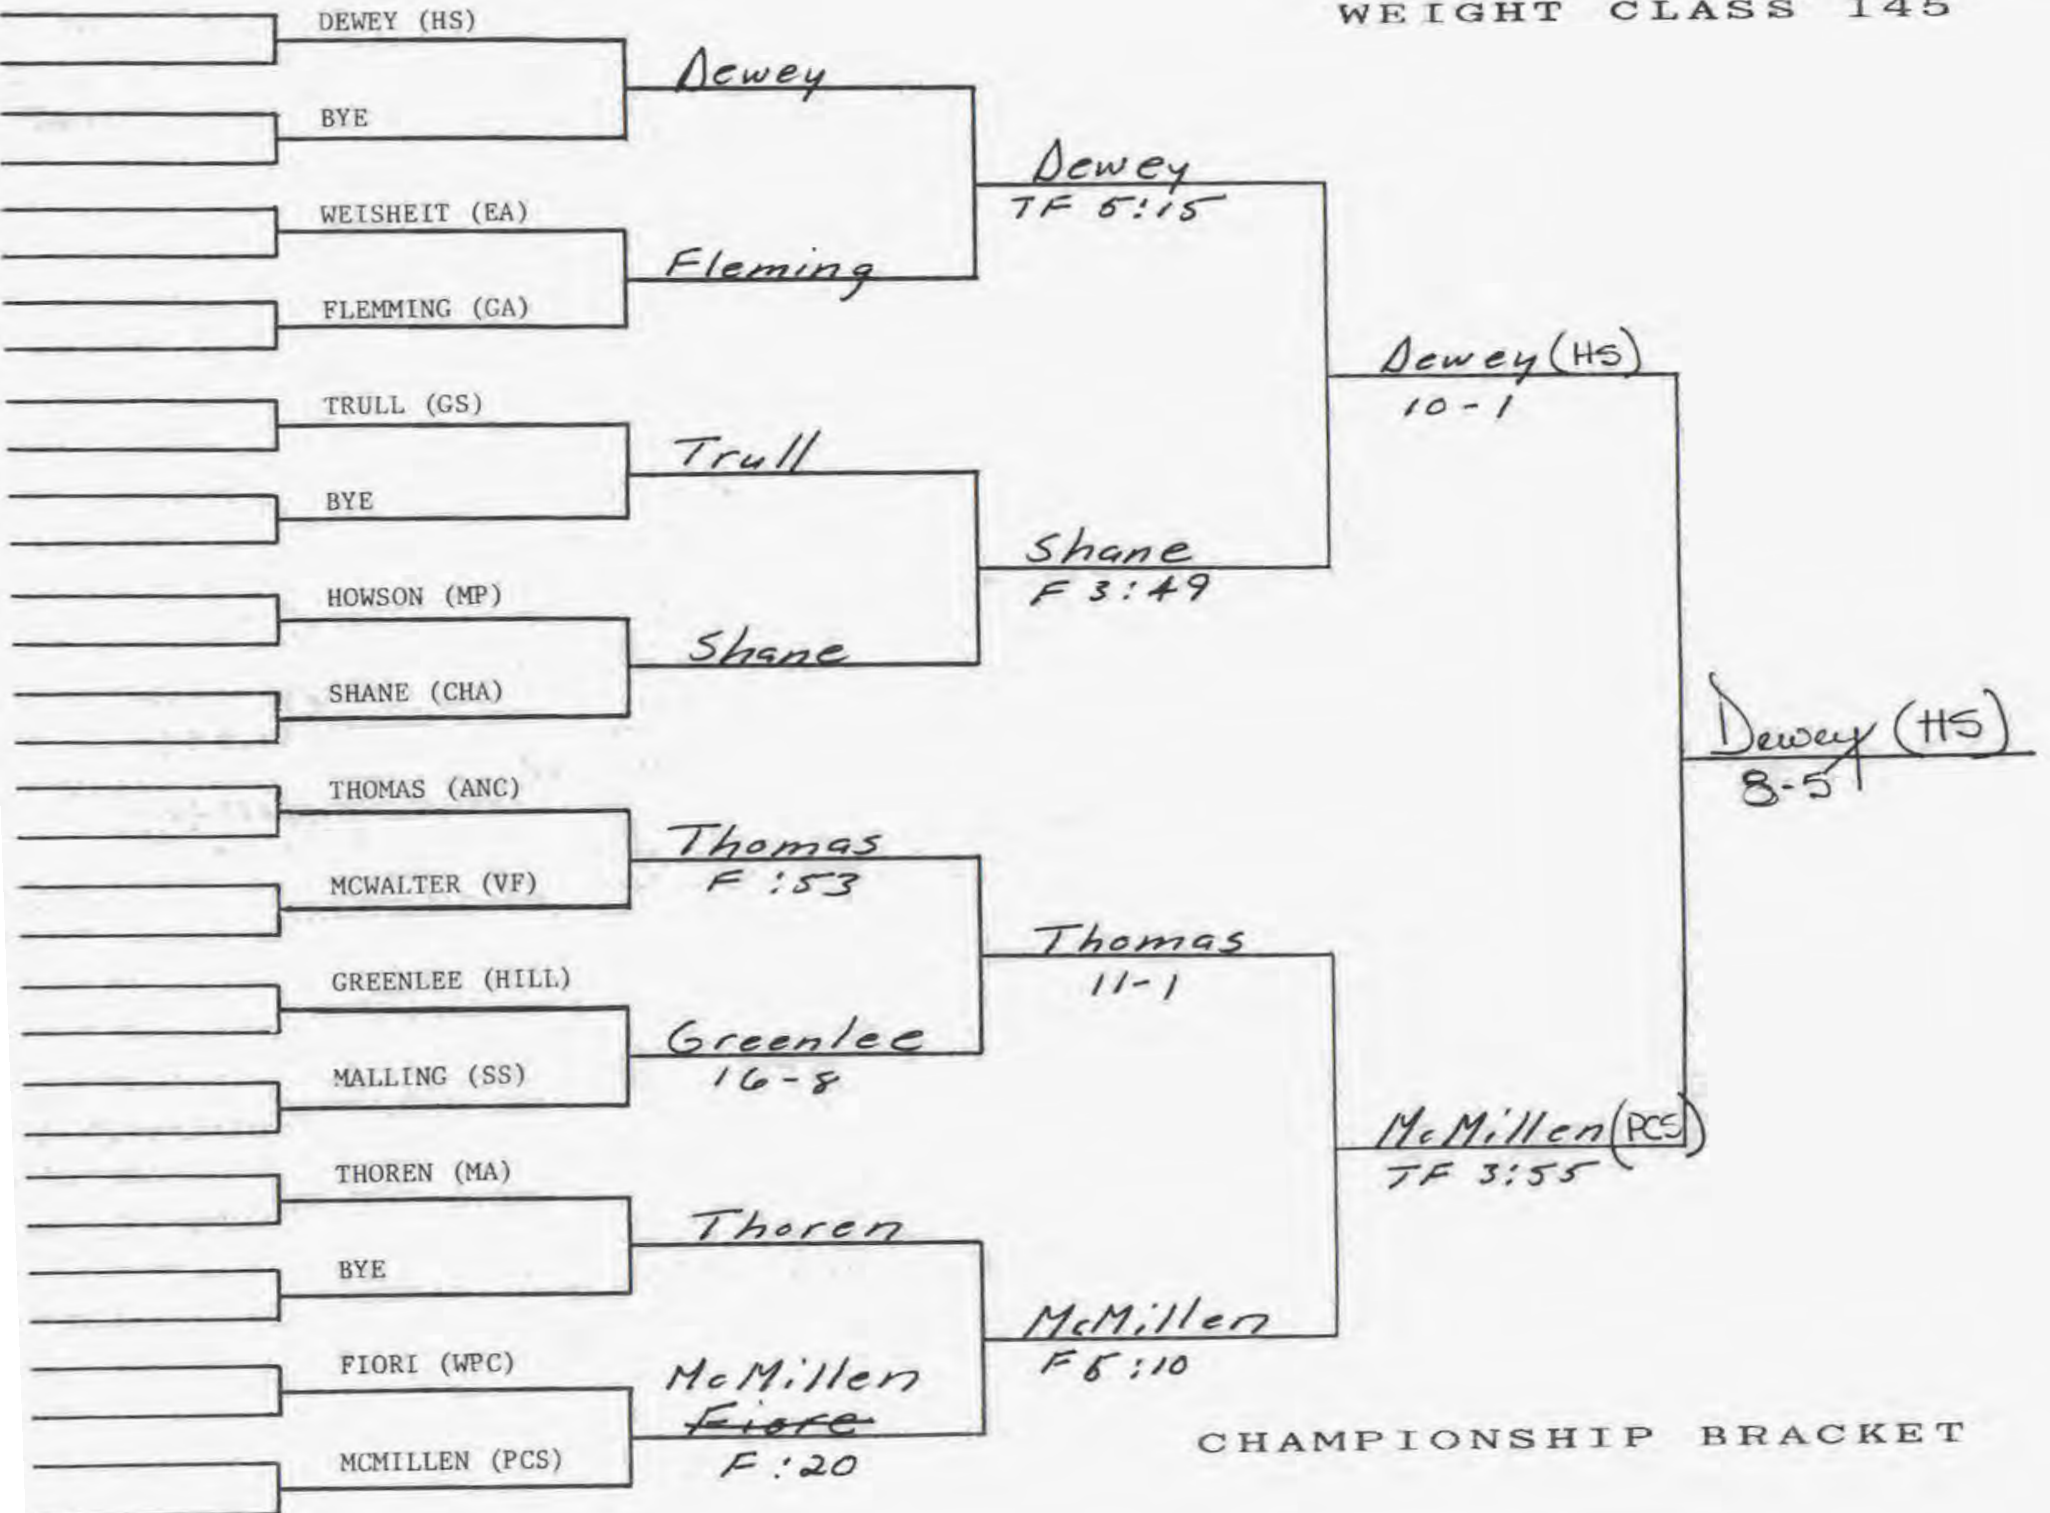 WEIGHT CLASS 145
DEWEY (HS)
BYE
WEISHEIT (EA)
FLEMMING (GA)
TRULL (GS)
BYE
HOWSON (MP)
SHANE (CHA)
THOMAS (ANC)
MCWALTER (VF)
GREENLEE (HILL)
MALLING (SS)
THOREN (MA)
BYE
FIORI (WPC)
MCMILLEN (PCS)
Dewey
Fleming
Trull
Shane
Thomas
F :53
Greenlee
16-8
Thoren
McMillen
Fiore
F :20
Dewey
TF 5:15
Shane
F 3:49
Thomas
11-1
McMillen
F 5:10
Dewey (HS)
10-1
McMillen (PCS)
TF 3:55
Dewey (HS)
8-5
CHAMPIONSHIP BRACKET